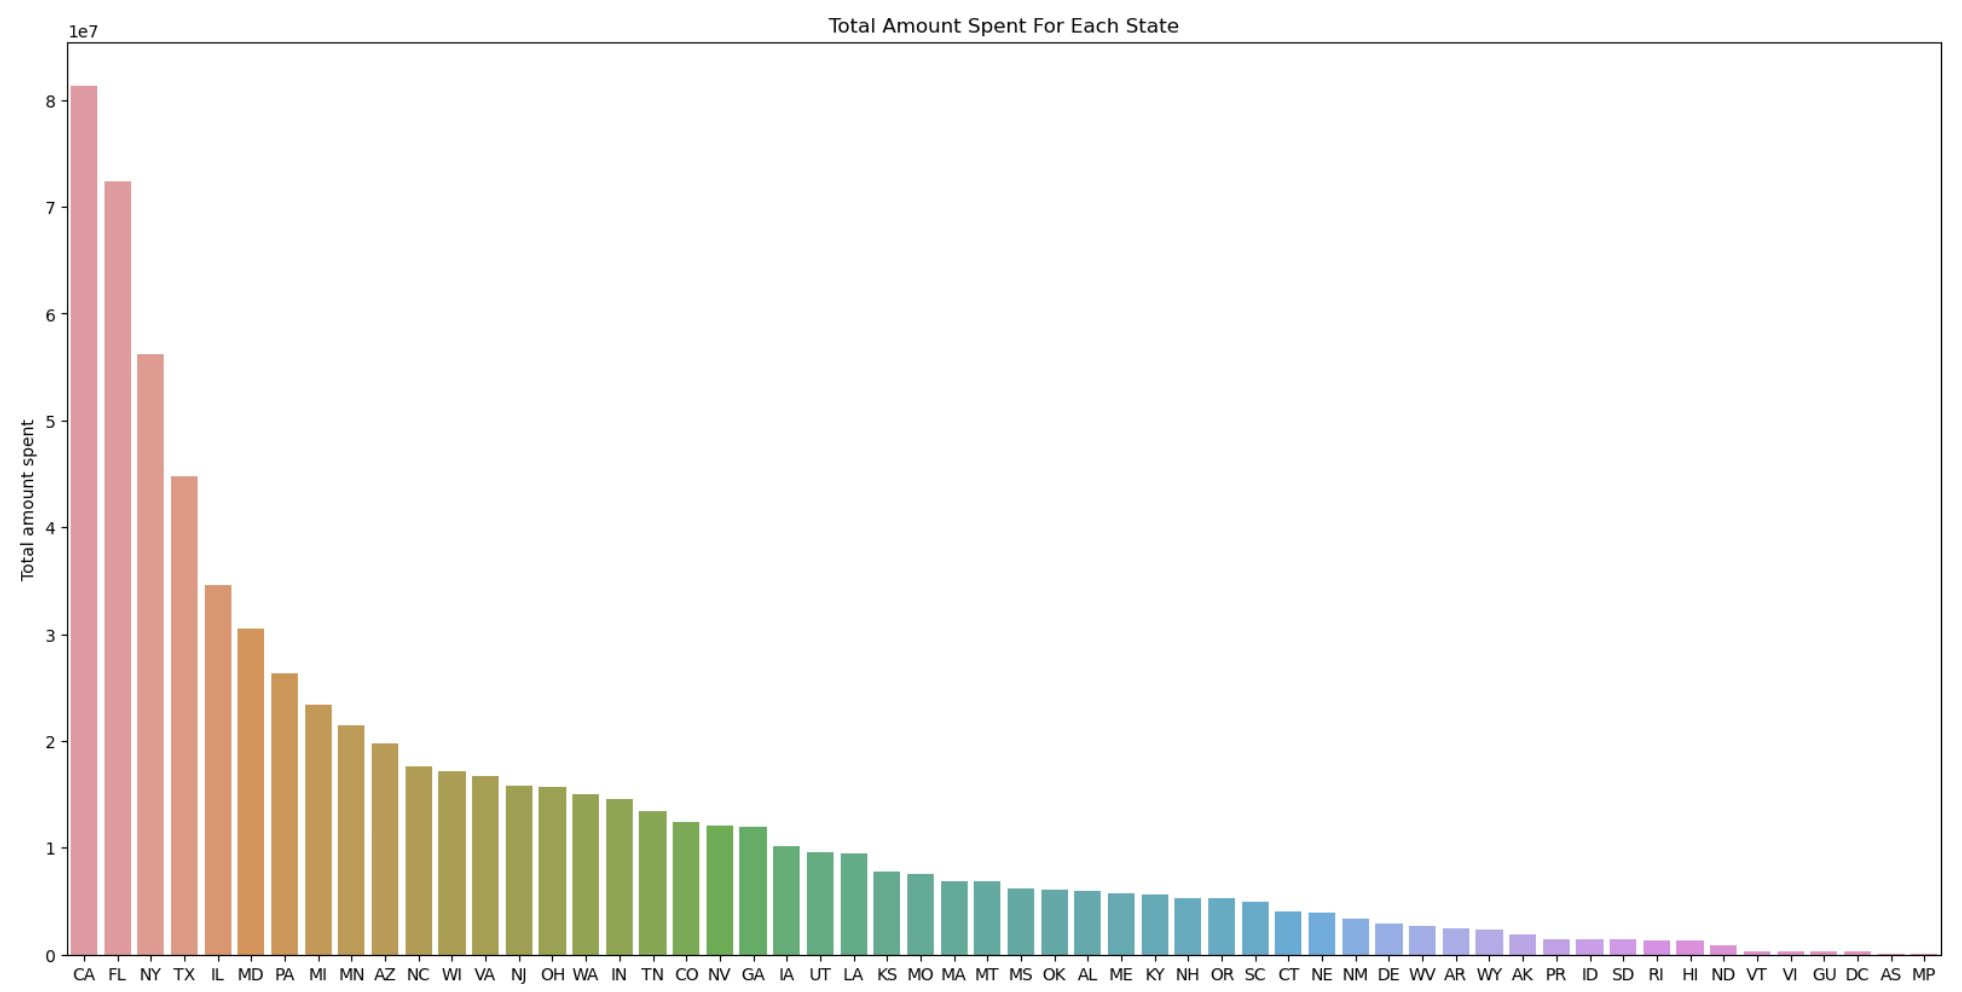 Total Amount Spent For Each State
1e7
8
7
6
5
4
3
2
1
0
Total amount spent
CA FL NY TX IL MD PA MI MN AZ NC WI VA NJ OH WA IN TN CO NV GA IA UT LA KS MO MA MT MS OK AL ME KY NH OR SC CT NE NM DE WV AR WY AK PR ID SD RI HI ND VT VI GU DC AS MP